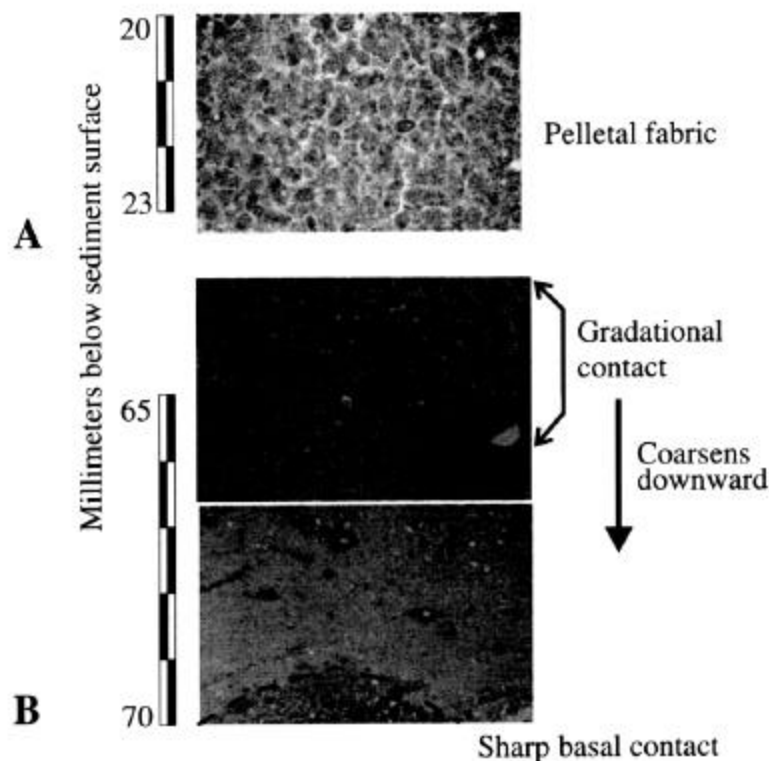 20
Pelletal fabric
23
A
Millimeters below sediment surface
Gradational
contact
65
Coarsens
downward
B
70
Sharp basal contact